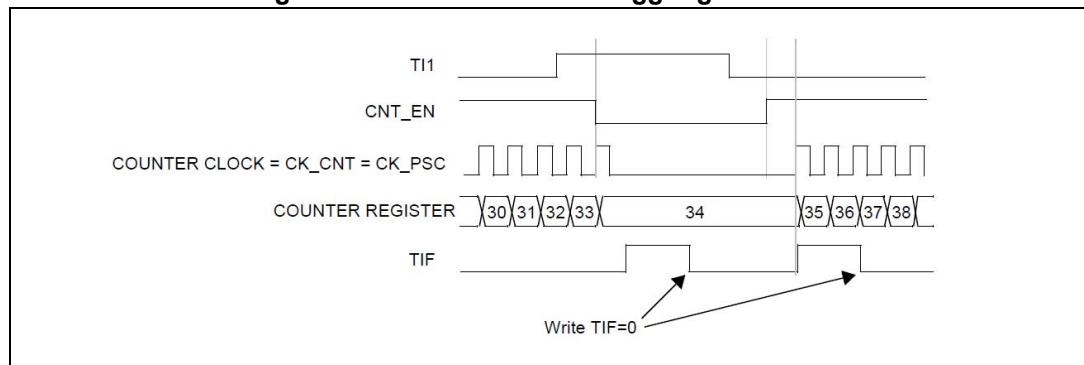 TI1
CNT_EN
COUNTER CLOCK = CK_CNT = CK_PSC
COUNTER REGISTER 30 31 32 33 34 35 36 37 38
TIF
Write TIF=0